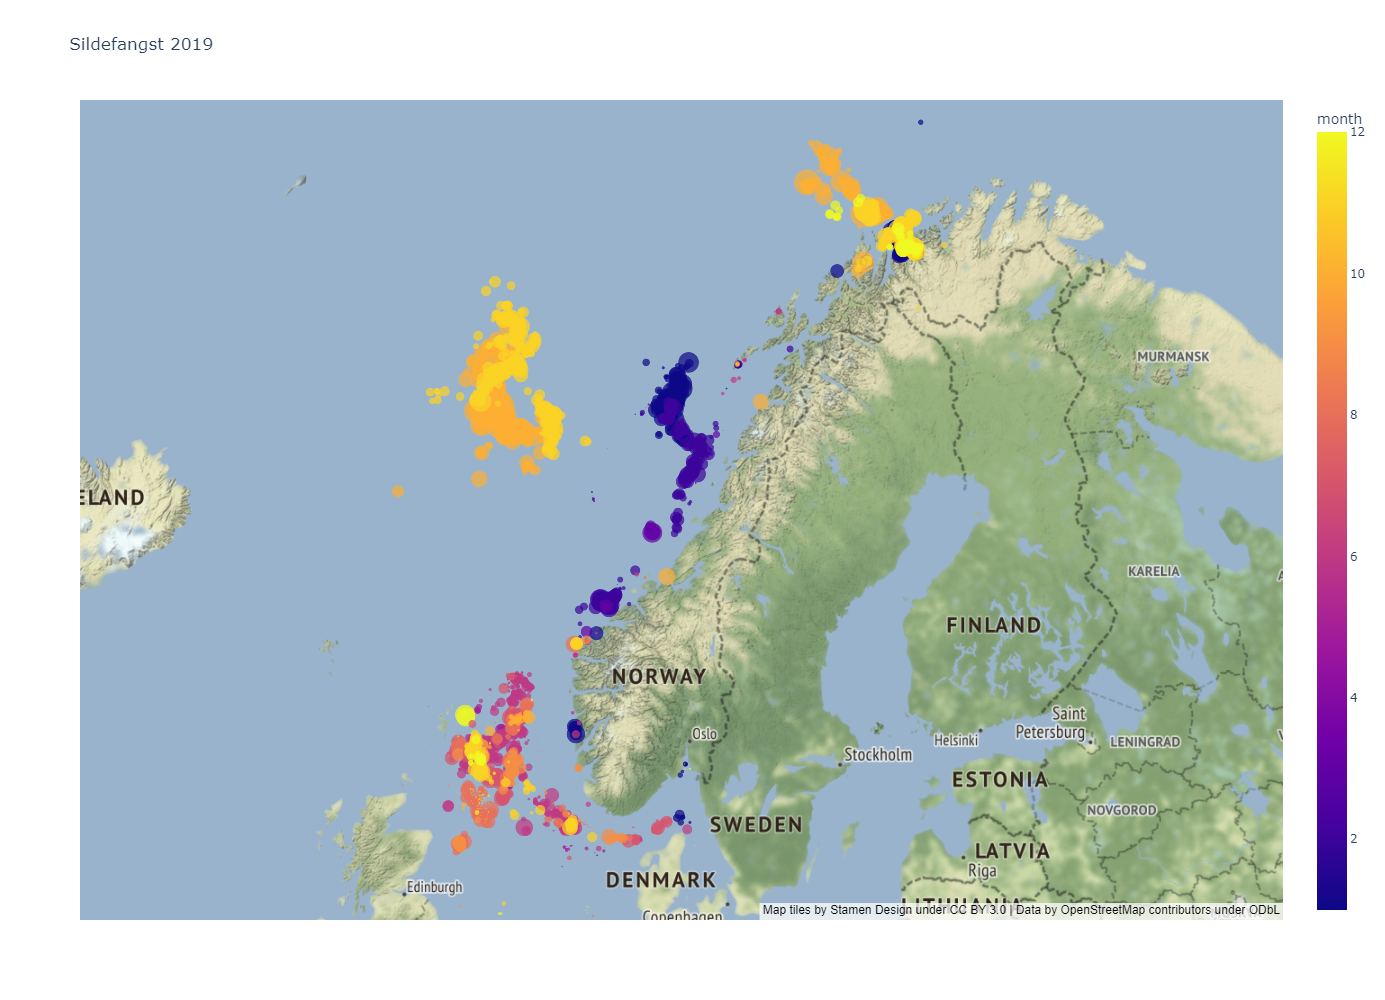 Sildefangst 2019
month
12
10
8
6
4
2
MURMANSK
ELAND
KARELIA
FINLAND
NORWAY
Saint
Petersburg
Oslo
Helsinki
LENINGRAD
Stockholm
ESTONIA
NOVGOROD
SWEDEN
LATVIA
Riga
DENMARK
Edinburgh
LITHUANIA
Copenhagen
Map tiles by Stamen Design under CC BY 3.0 | Data by OpenStreetMap contributors under ODbL